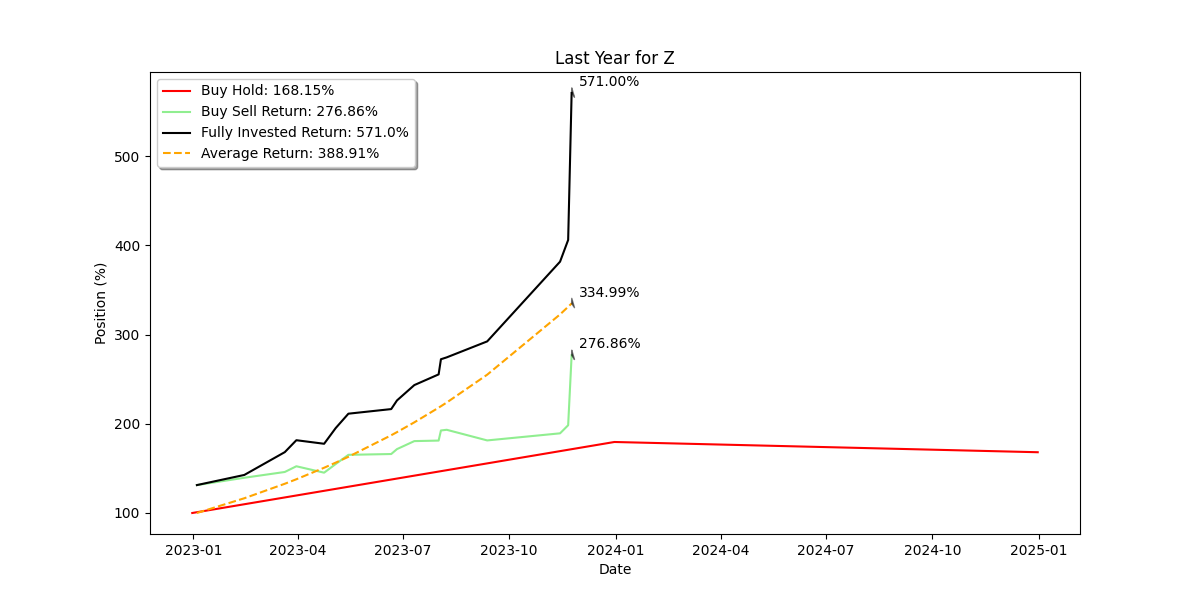 Last Year for Z
571.00%
Buy Hold: 168.15%
Buy Sell Return: 276.86%
Fully Invested Return: 571.0%
Average Return: 388.91%
500
400
334.99%
300
276.86%
200
100
Position (%)
2023-01 2023-04 2023-07 2023-10 2024-01 2024-04 2024-07 2024-10 2025-01
Date